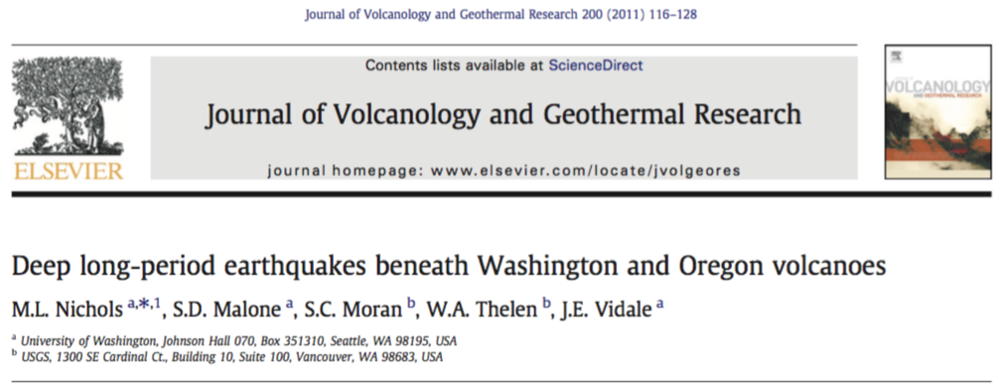 Journal of Volcanology and Geothermal Research 200 (2011) 116–128
Contents lists available at ScienceDirect
Journal of Volcanology and Geothermal Research
journal homepage: www.elsevier.com/locate/jvolgeores
ELSEVIER
VOLCANOLOGY
AND GEOTHERMAL RESEARCH
Deep long-period earthquakes beneath Washington and Oregon volcanoes
M.L. Nichols a,*,1, S.D. Malone a, S.C. Moran b, W.A. Thelen b, J.E. Vidale a
a University of Washington, Johnson Hall 070, Box 351310, Seattle, WA 98195, USA
b USGS, 1300 SE Cardinal Ct., Building 10, Suite 100, Vancouver, WA 98683, USA